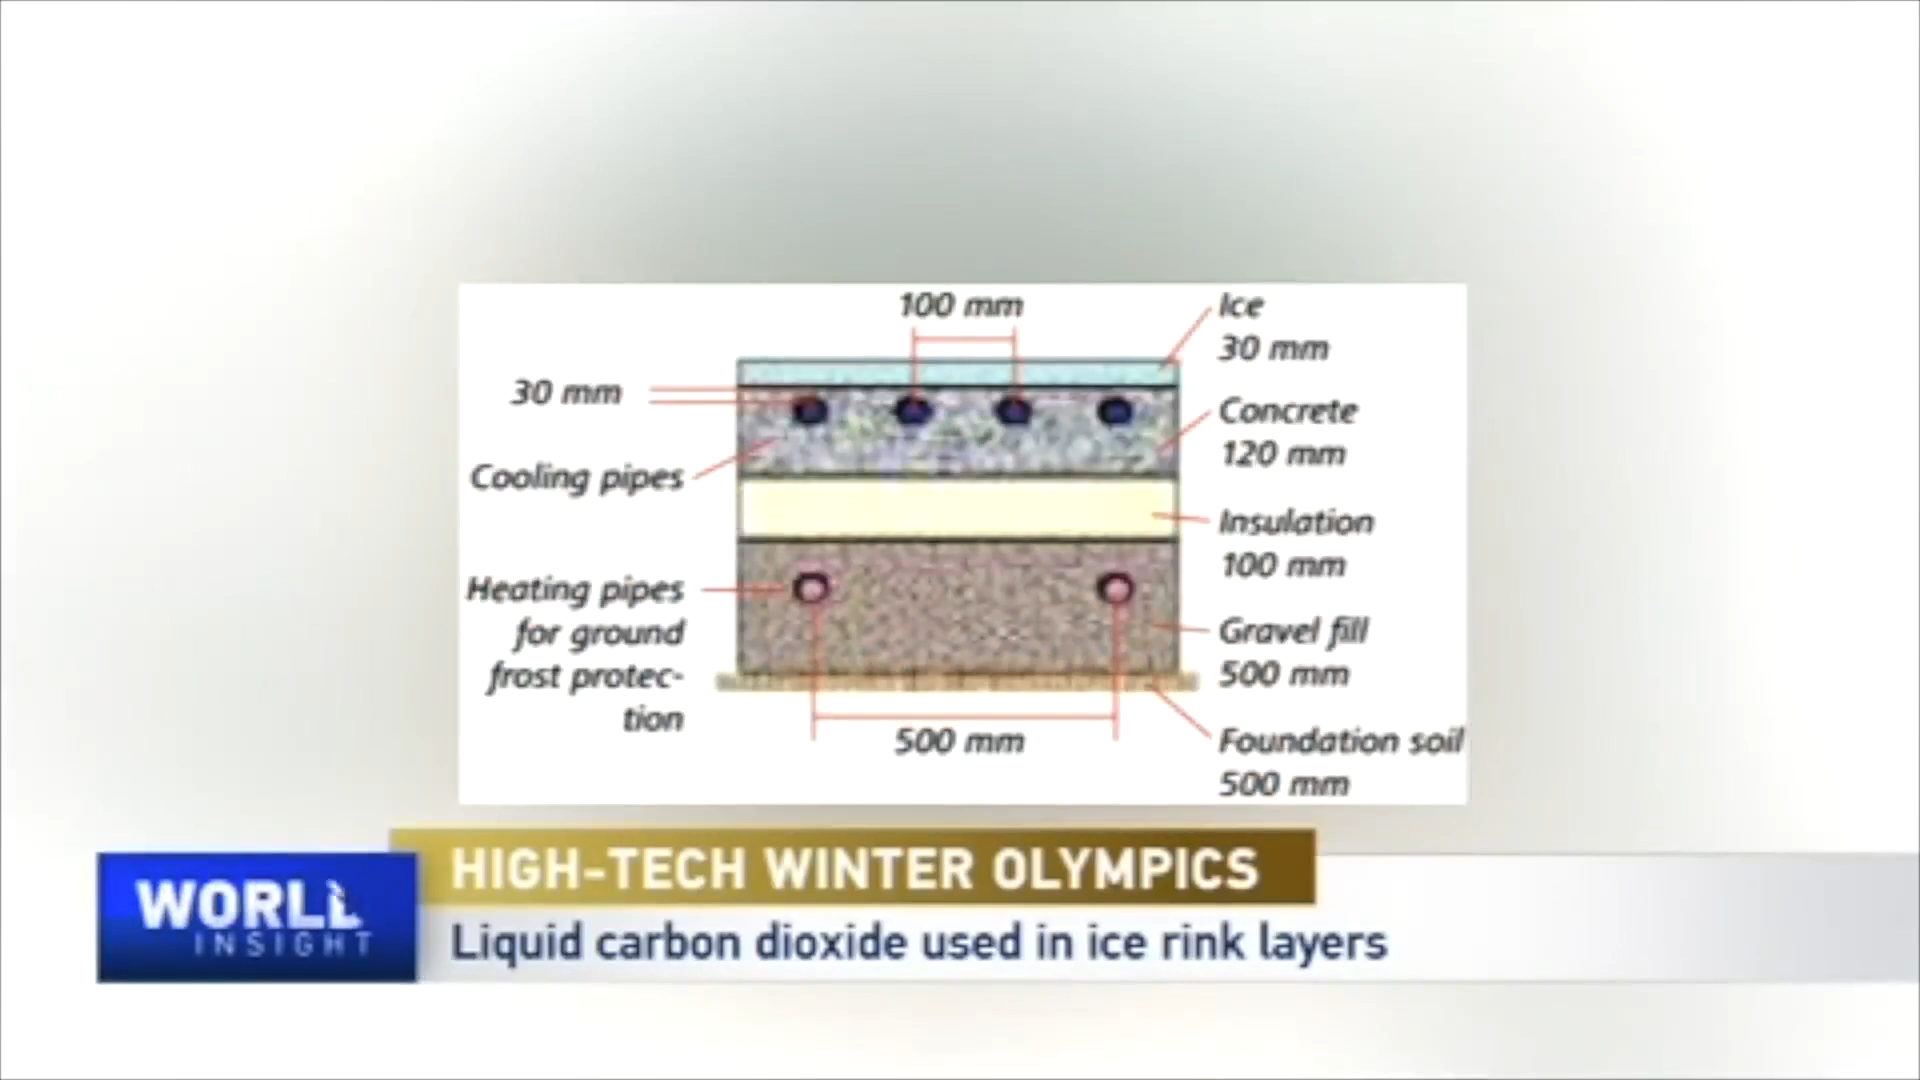 100 mm
Ice
30 mm
30 mm
Concrete
120 mm
Cooling pipes
Insulation
100 mm
Heating pipes
for ground
frost protec-
tion
Gravel fill
500 mm
500 mm
Foundation soil
500 mm
HIGH-TECH WINTER OLYMPICS
Liquid carbon dioxide used in ice rink layers
WORLD
INSIGHT